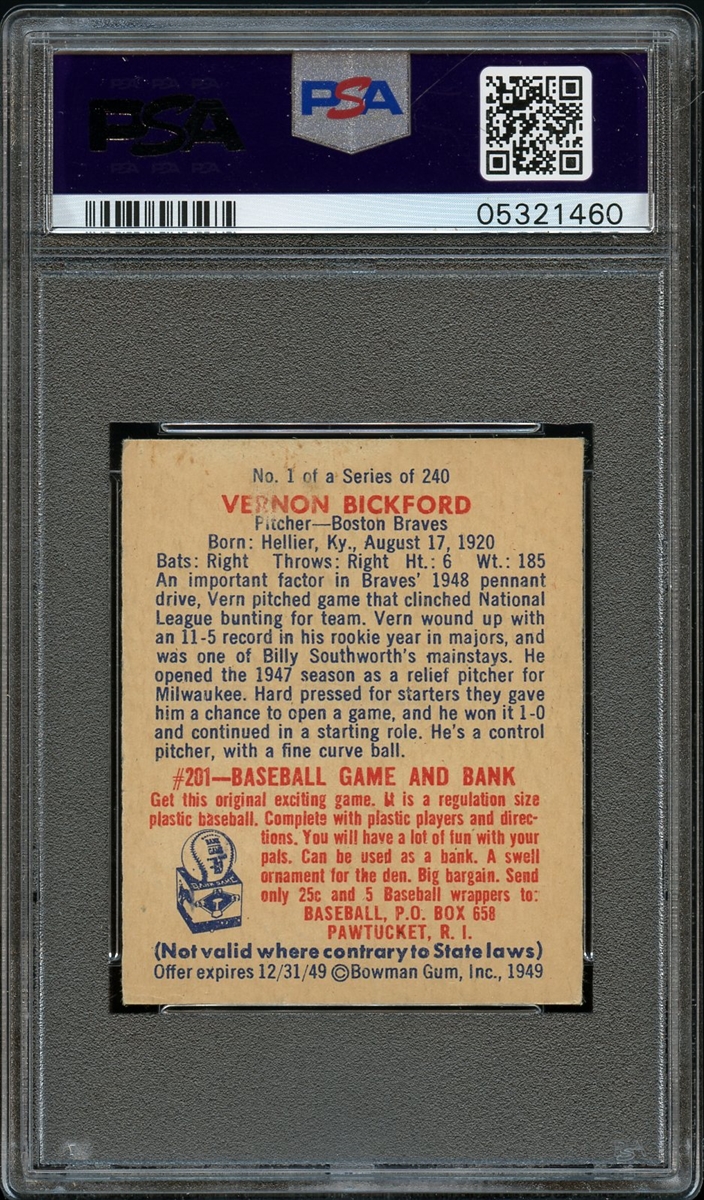 PSA
PSA
05321460
No. 1 of a Series of 240
VERNON BICKFORD
Pitcher—Boston Braves
Born: Hellier, Ky., August 17, 1920
Bats: Right Throws: Right Ht.: 6 Wt.: 185
An important factor in Braves' 1948 pennant
drive, Vern pitched game that clinched National
League bunting for team. Vern wound up with
an 11-5 record in his rookie year in majors, and
was one of Billy Southworth's mainstays. He
opened the 1947 season as a relief pitcher for
Milwaukee. Hard pressed for starters they gave
him a chance to open a game, and he won it 1-0
and continued in a starting role. He's a control
pitcher, with a fine curve ball.
#201—BASEBALL GAME AND BANK
Get this original exciting game. It is a regulation size
plastic baseball. Complete with plastic players and direc-
tions. You will have a lot of fun with your
pals. Can be used as a bank. A swell
ornament for the den. Big bargain. Send
only 25c and 5 Baseball wrappers to:
BASEBALL, P.O. BOX 658
PAWTUCKET, R. I.
(Not valid where contrary to State laws)
Offer expires 12/31/49 ©Bowman Gum, Inc., 1949